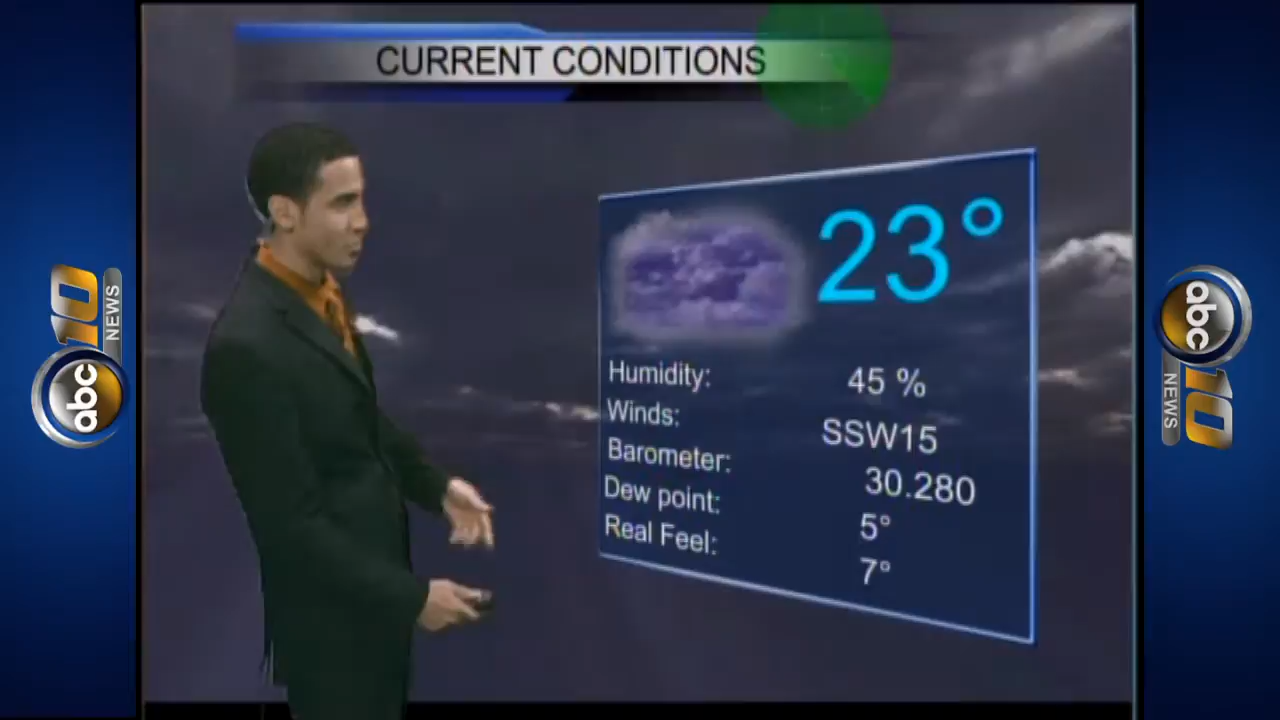 CURRENT CONDITIONS
23°
Humidity: 45 %
Winds: SSW15
Barometer: 30.280
Dew point: 5°
Real Feel: 7°
abc 10 NEWS
abc 10 NEWS